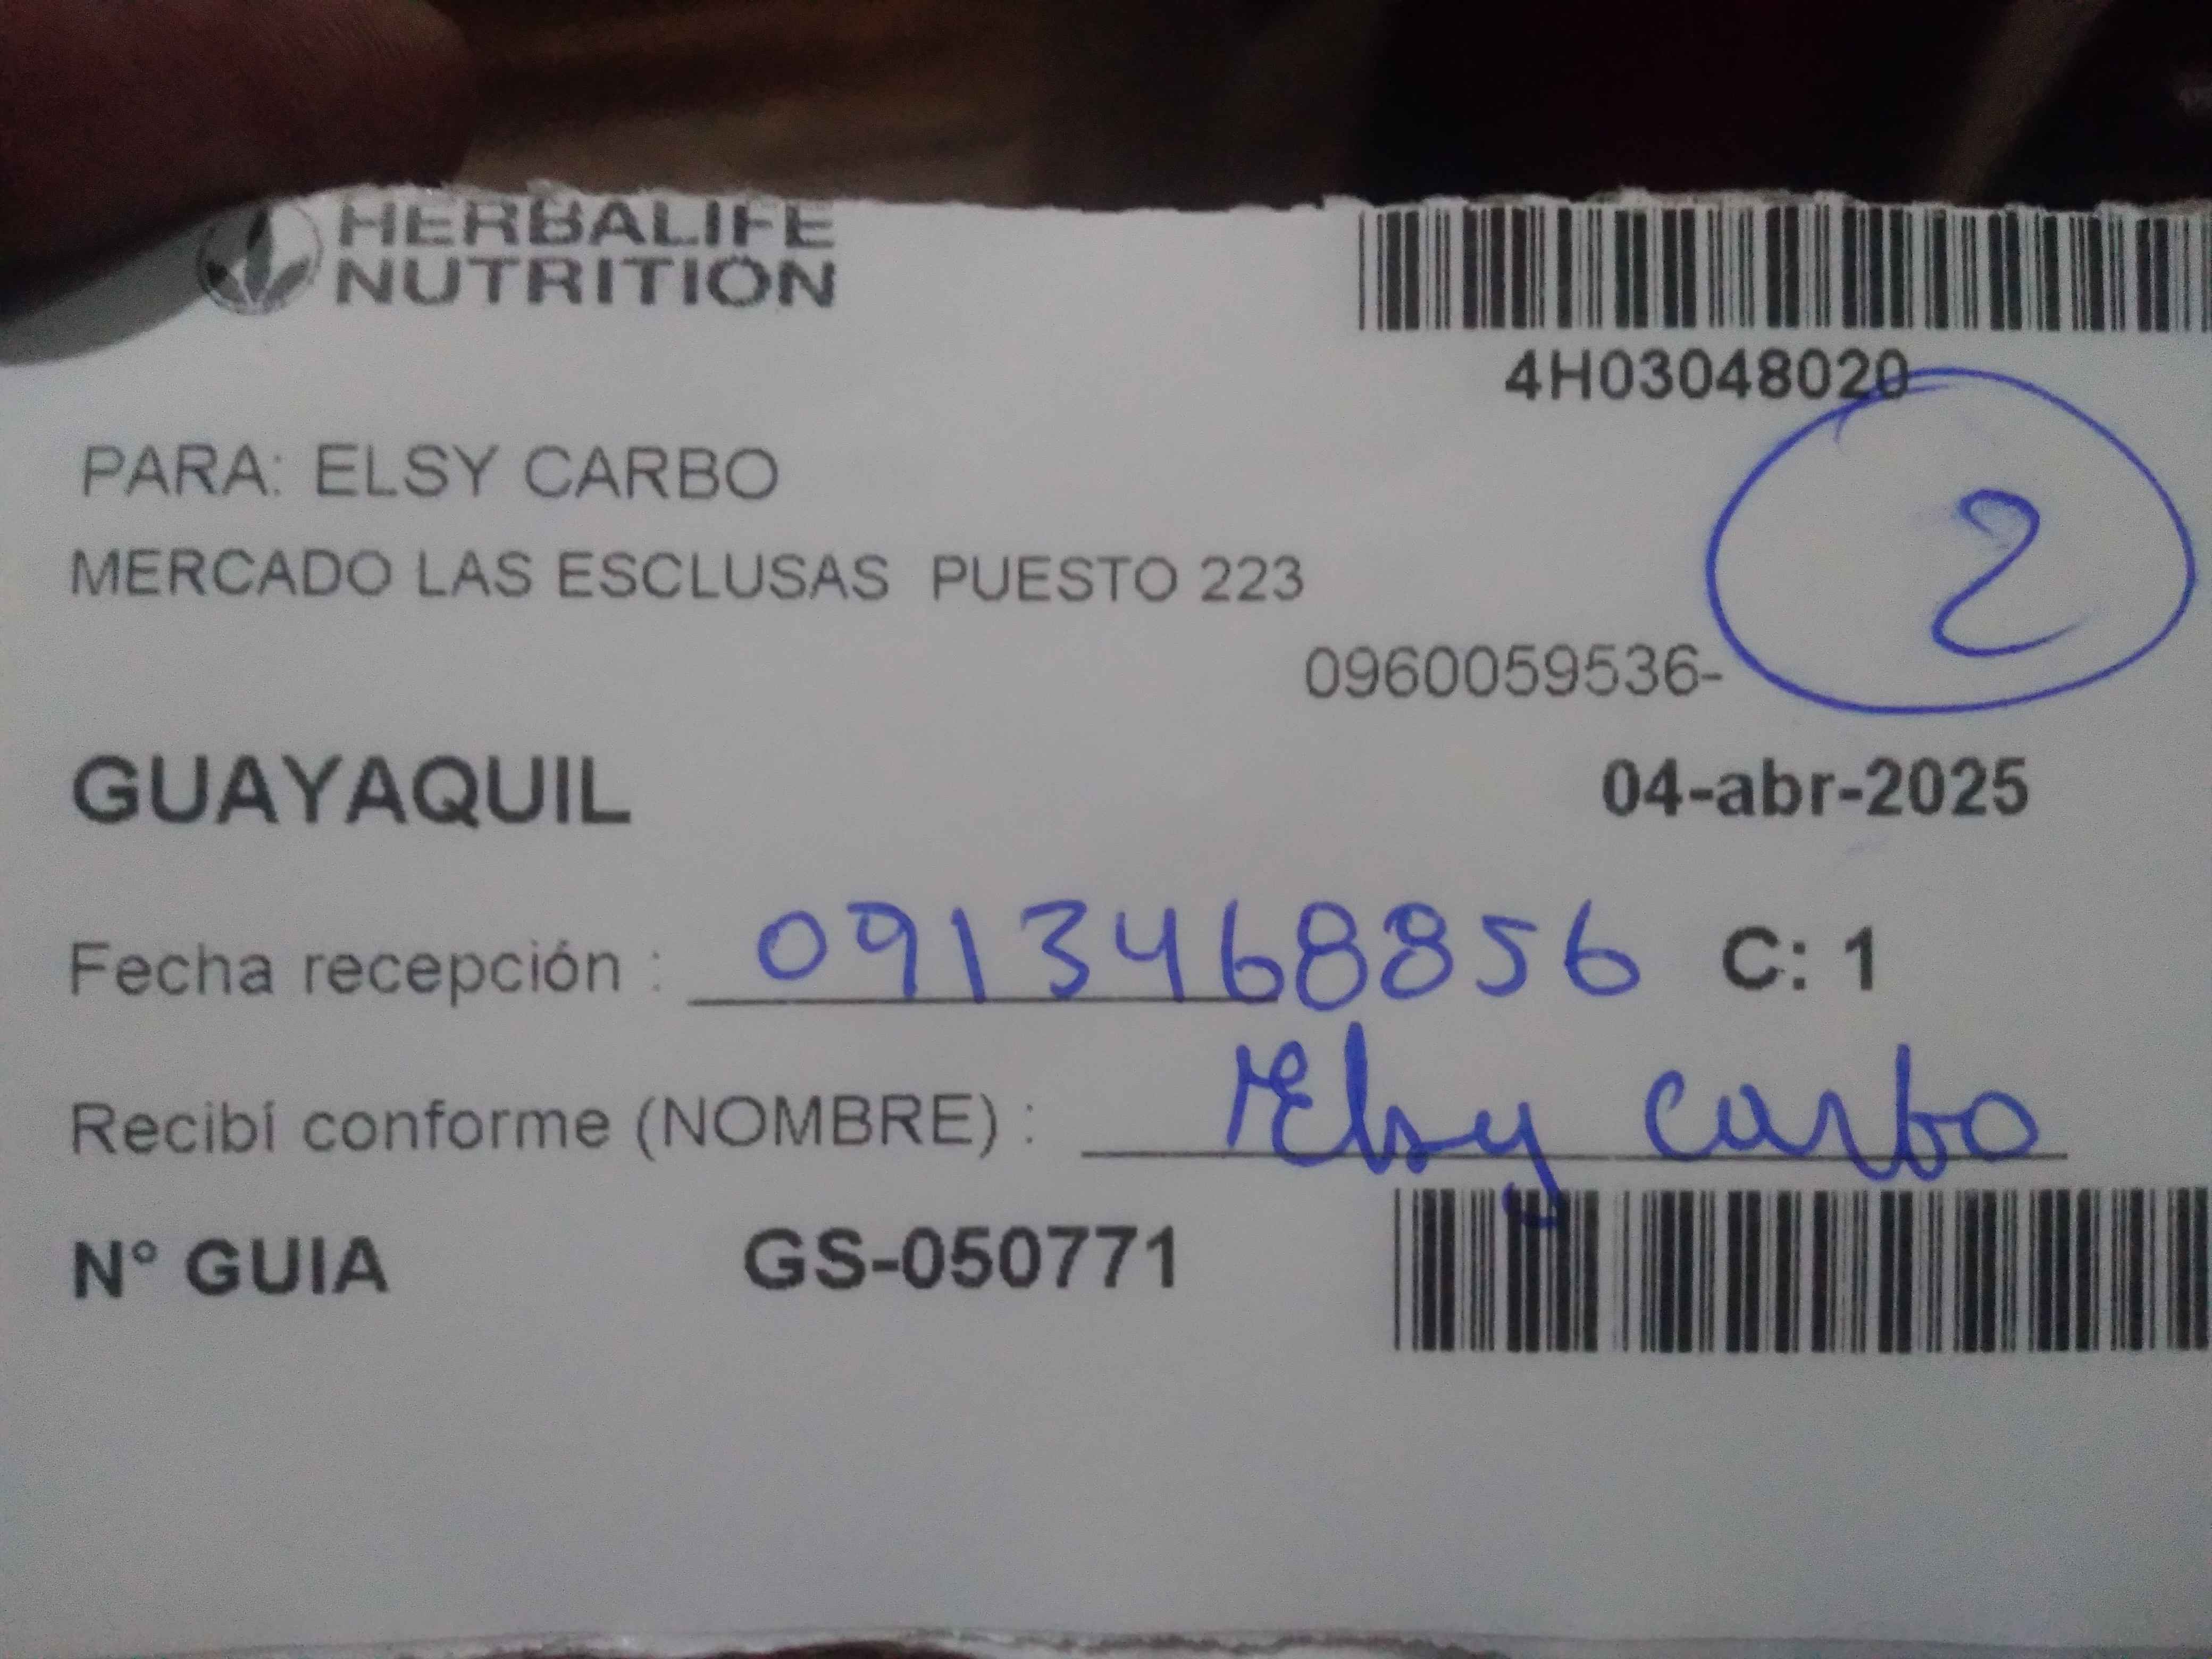 HERBALIFE
NUTRITION
4H03048020
PARA: ELSY CARBO
2
MERCADO LAS ESCLUSAS PUESTO 223
0960059536-
GUAYAQUIL
04-abr-2025
Fecha recepción : 0913468856 C: 1
Recibí conforme (NOMBRE) : Elsy Carbo
N° GUIA GS-050771